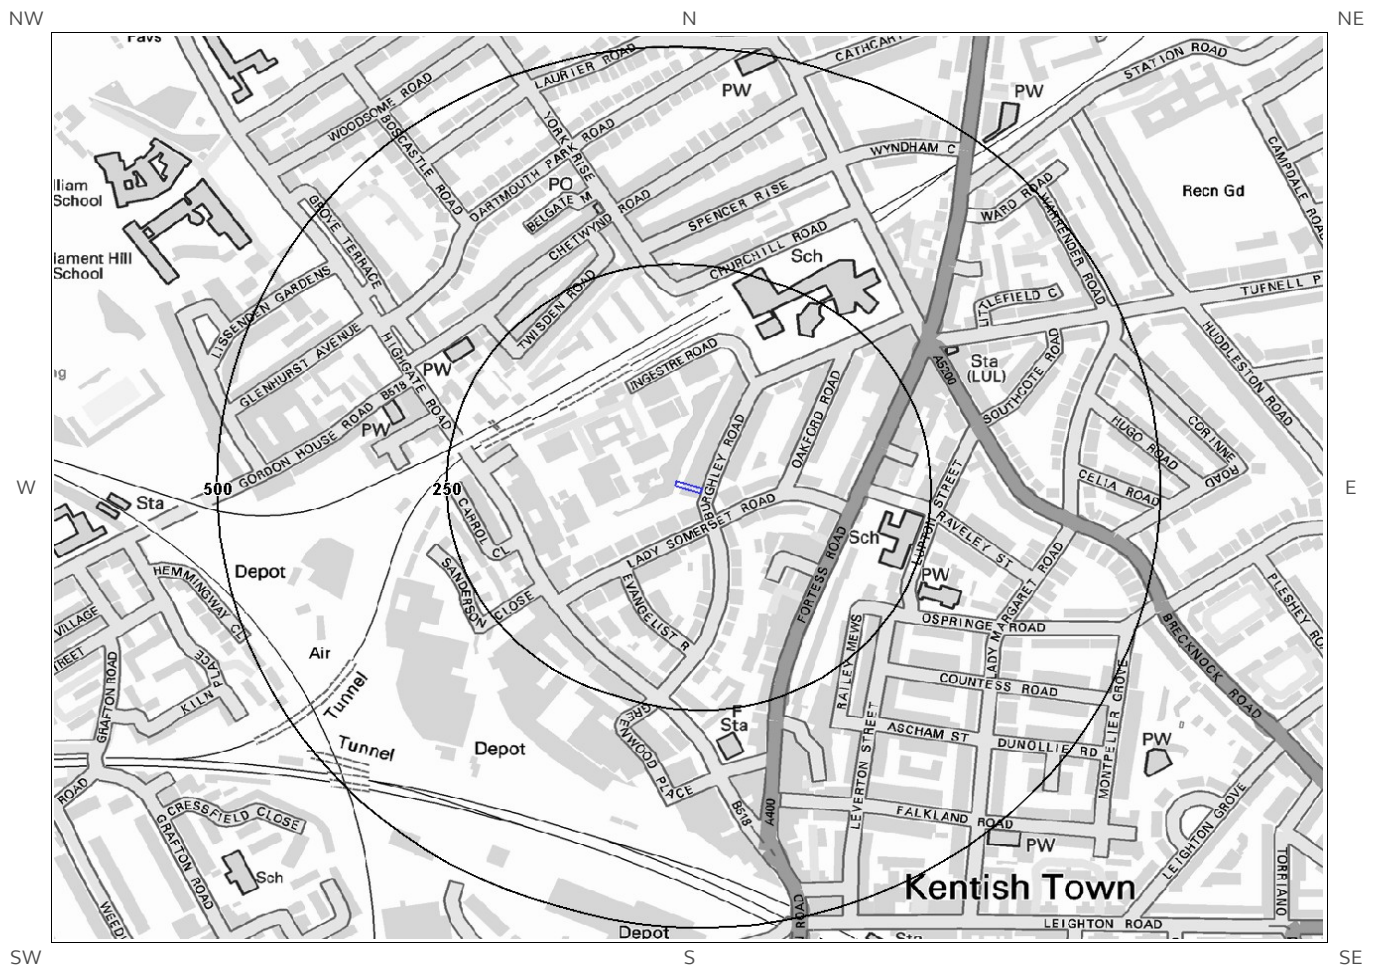 NW
N
NE
Pavs
CATHCART
LAURIER ROAD
STATION ROAD
WOODSOME ROAD
PW
PW
BOSCASTLE ROAD
YORK RISE
DARTMOUTH PARK ROAD
WYNDHAM C
CAMPDALE ROAD
lliam
School
PO
BELGATE M
Recn Gd
GROVE TERRACE
CHETWYND ROAD
SPENCER RISE
WARD ROAD
WARRENDER ROAD
liament Hill
School
CHURCHILL ROAD
Sch
LISSENDEN GARDENS
TWISDEN ROAD
LITTLEFIELD C
TUFNELL P
GLENHURST AVENUE
HIGHGATE ROAD
INGESTRE ROAD
A5200
Sta
(LUL)
SOUTHCOTE ROAD
HUDDLESTON ROAD
ng
PW
GORDON HOUSE ROAD B518
PW
OAKFORD ROAD
BURGHLEY ROAD
HUGO ROAD
CORINNE
ROAD
CELIA ROAD
W
500
250
E
Sta
CARROL CL
LADY SOMERSET ROAD
LUPTON STREET
RAVELEY ST
Sch
FORTESS ROAD
PW
Depot
HEMMINGWAY CL
SANDERSON CLOSE
EVANGELIST R
LADY MARGARET ROAD
PLESHEY RO
VILLAGE
TREET
OSPRINGE ROAD
BRECKNOCK ROAD
Air
GRAFTON ROAD
KILN PLACE
RAILEY MEWS
COUNTESS ROAD
MONTPELIER GROVE
Tunnel
Tunnel
Depot
GREENWOOD PLACE
F
Sta
LEVERTON STREET
ASCHAM ST
DUNOLLIE RD
PW
ROAD
CRESSFIELD CLOSE
B518
A400
FALKLAND ROAD
LEIGHTON GROVE
GRAFTON ROAD
PW
Sch
Kentish Town
TORRIANO
WEED
Depot
ROAD
LEIGHTON ROAD
Sta
SW
S
SE